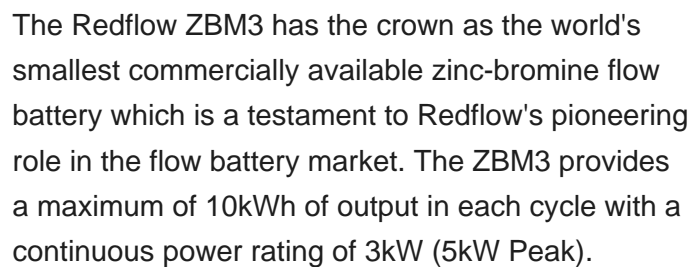 The Redflow ZBM3 has the crown as the world's
smallest commercially available zinc-bromine flow
battery which is a testament to Redflow's pioneering
role in the flow battery market. The ZBM3 provides
a maximum of 10kWh of output in each cycle with a
continuous power rating of 3kW (5kW Peak).